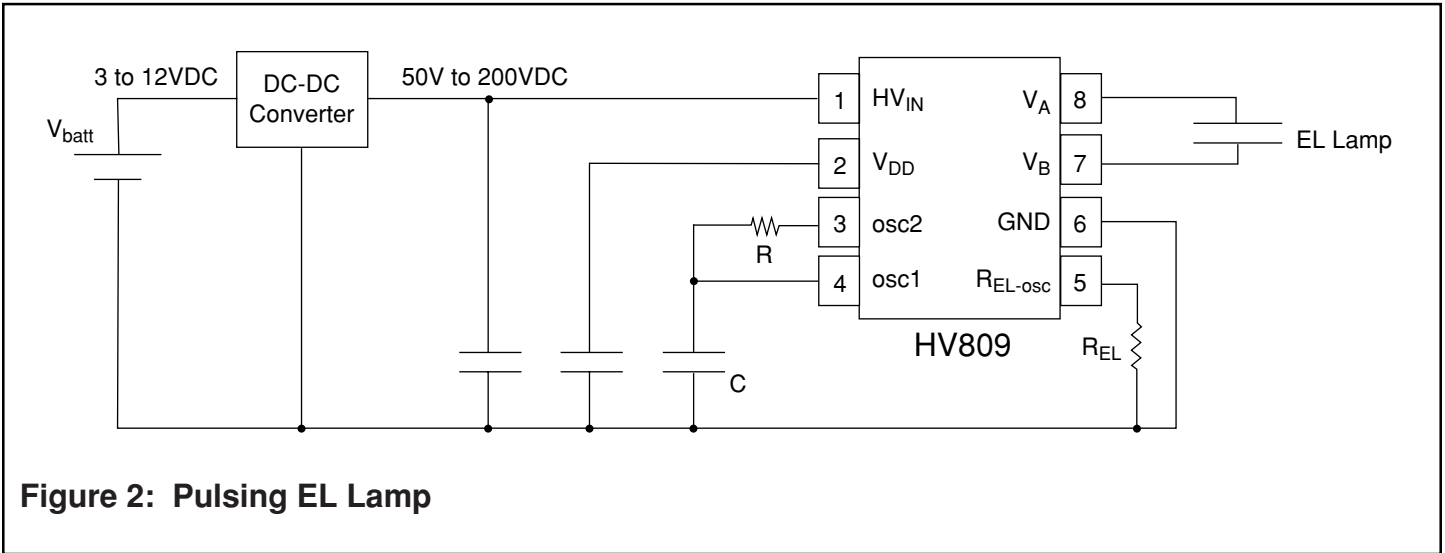 3 to 12VDC
DC-DC
Converter
50V to 200VDC
V_batt
1 HV_IN V_A 8
2 V_DD V_B 7
EL Lamp
3 osc2 GND 6
R
4 osc1 R_EL-osc 5
HV809
R_EL
C
Figure 2: Pulsing EL Lamp